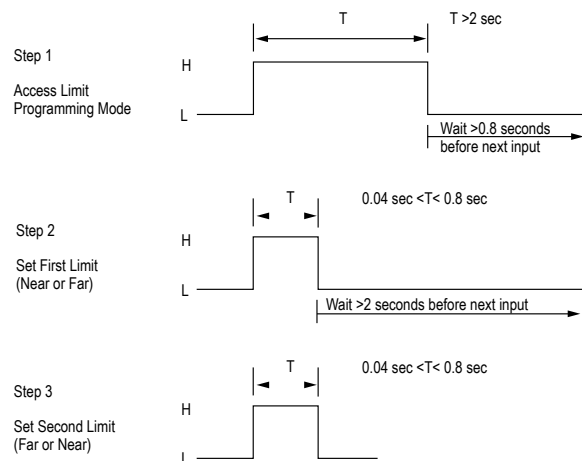 T
T >2 sec
Step 1
H
Access Limit
Programming Mode
L
Wait >0.8 seconds
before next input
T
0.04 sec <T< 0.8 sec
Step 2
H
Set First Limit
(Near or Far)
L
Wait >2 seconds before next input
T
0.04 sec <T< 0.8 sec
Step 3
H
Set Second Limit
(Far or Near)
L